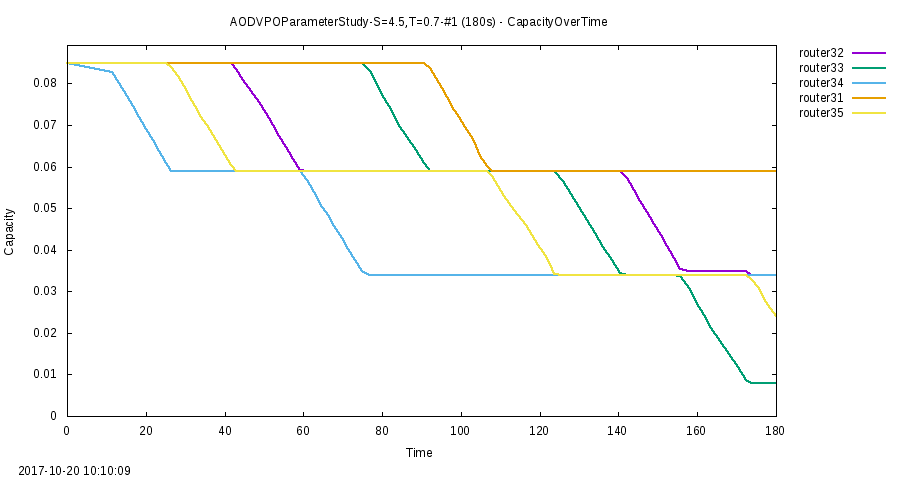 AODVPOParameterStudy-S=4.5,T=0.7-#1 (180s) - CapacityOverTime
router32
router33
router34
router31
router35
0.08
0.07
0.06
0.05
0.04
0.03
0.02
0.01
0
Capacity
0 20 40 60 80 100 120 140 160 180
Time
2017-10-20 10:10:09